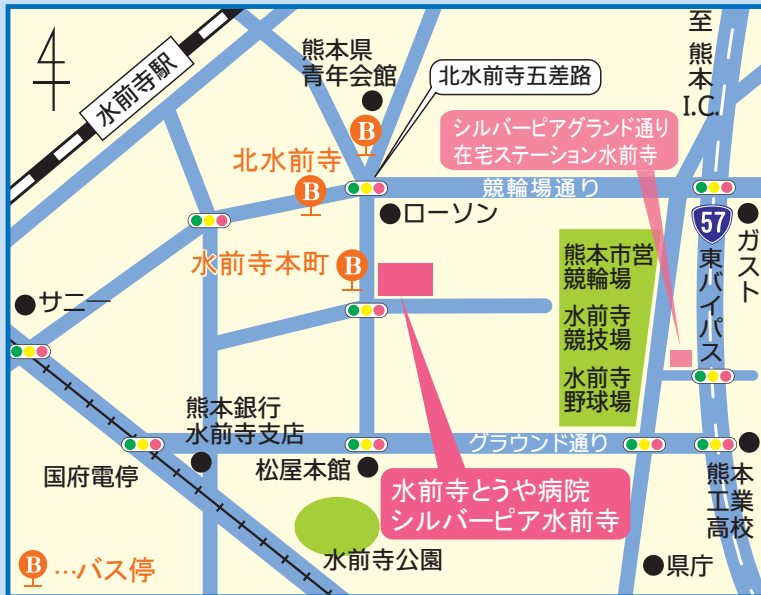 至
熊本
I.C.
水前寺駅
熊本県
青年会館
北水前寺五差路
B
シルバーピアグランド通り
在宅ステーション水前寺
北水前寺
B
競輪場通り
ローソン
57
東バイパス
ガスト
水前寺本町
B
熊本市営
競輪場
水前寺
競技場
水前寺
野球場
サニー
熊本銀行
水前寺支店
国府電停
松屋本館
グラウンド通り
水前寺とうや病院
シルバーピア水前寺
熊本
工業
高校
水前寺公園
県庁
B…バス停